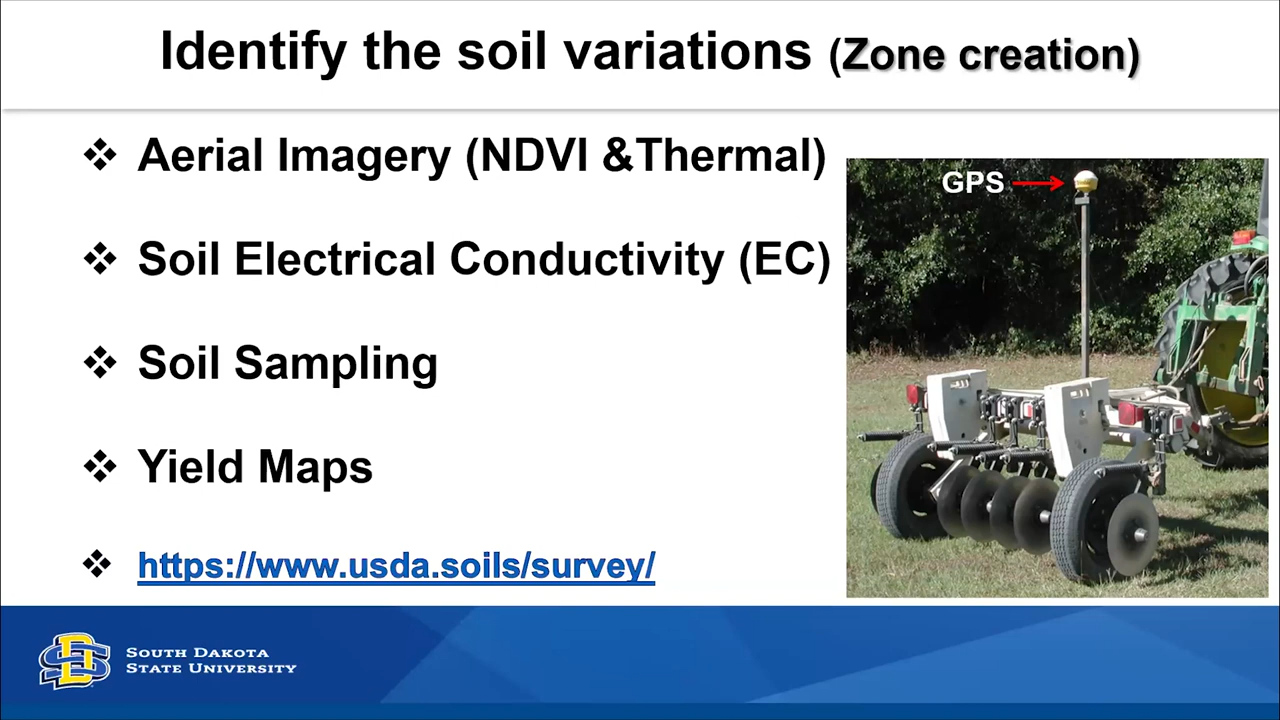 Identify the soil variations (Zone creation)
❖ Aerial Imagery (NDVI &Thermal)
❖ Soil Electrical Conductivity (EC)
❖ Soil Sampling
❖ Yield Maps
❖ https://www.usda.soils/survey/
GPS
SOUTH DAKOTA
STATE UNIVERSITY